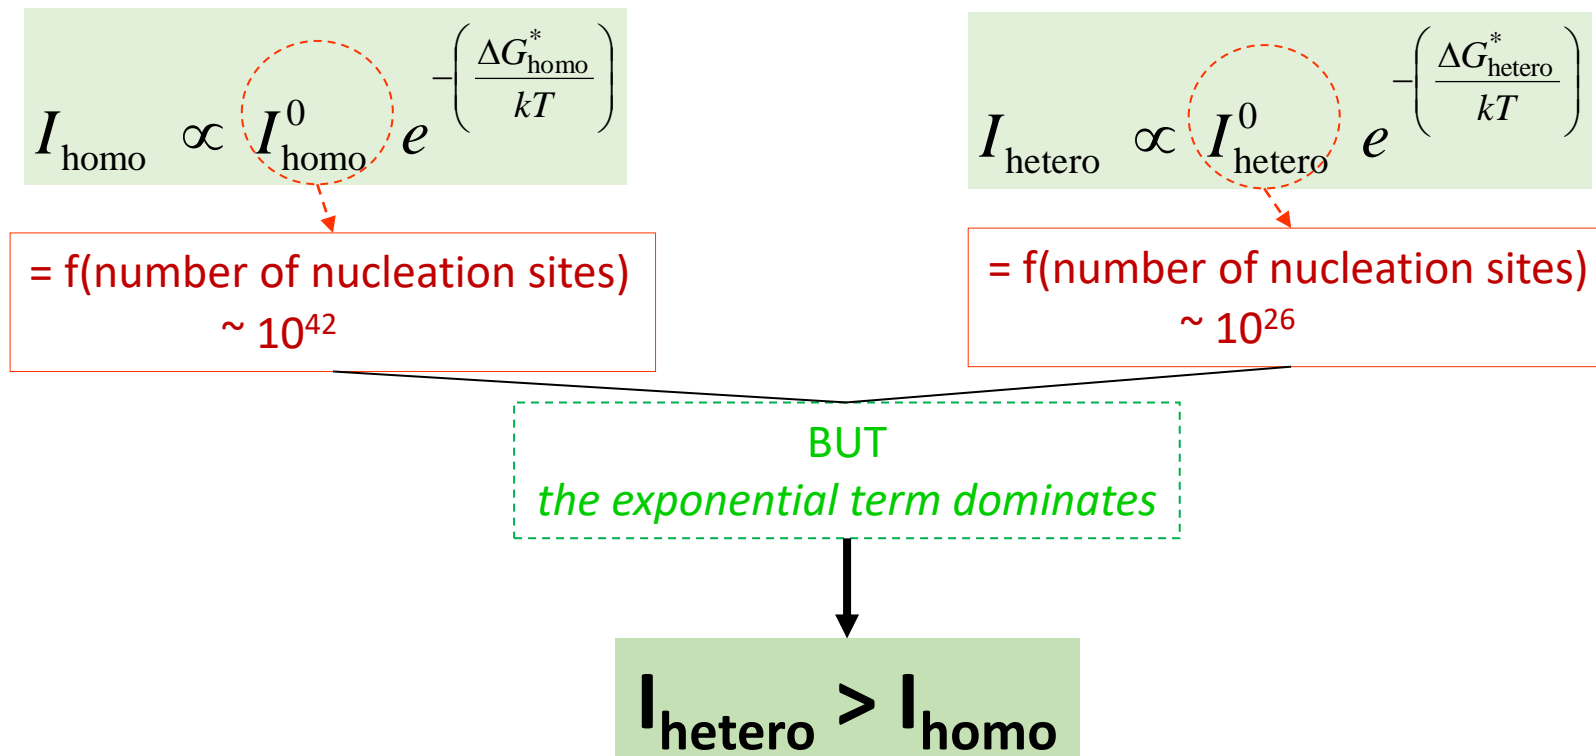 I_homo ∝ I^0_homo e^{-(ΔG*_homo / kT)}
I_hetero ∝ I^0_hetero e^{-(ΔG*_hetero / kT)}
= f(number of nucleation sites)
~ 10^42
= f(number of nucleation sites)
~ 10^26
BUT
the exponential term dominates
I_hetero > I_homo